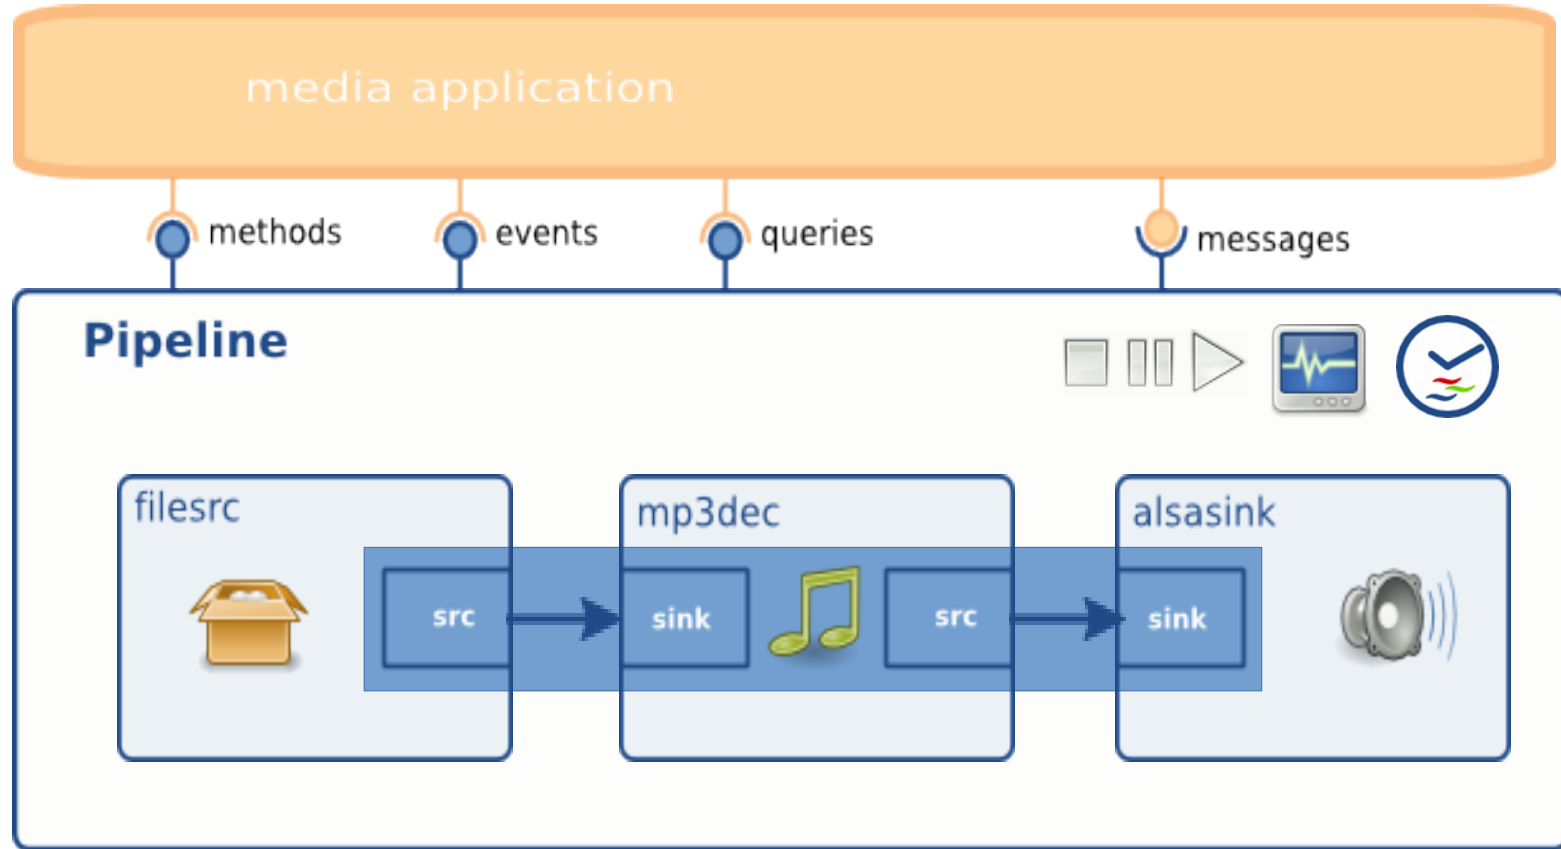 media application
methods
events
queries
messages
Pipeline
filesrc
mp3dec
alsasink
src
sink
src
sink